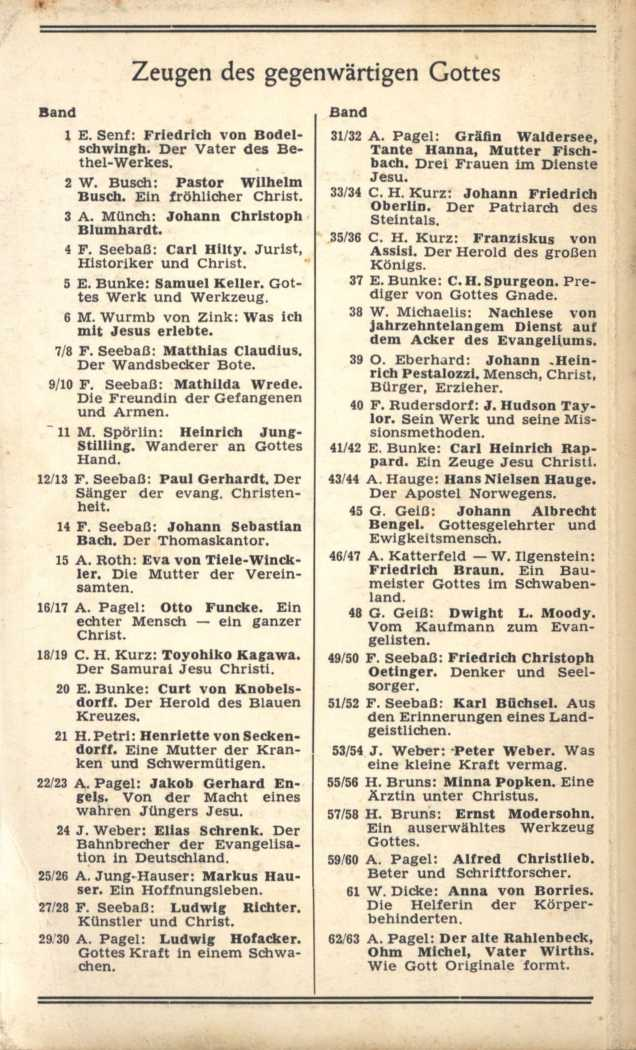 Zeugen des gegenwärtigen Gottes
Band
1 E. Senf: Friedrich von Bodel-
schwingh. Der Vater des Be-
thel-Werkes.
2 W. Busch: Pastor Wilhelm
Busch. Ein fröhlicher Christ.
3 A. Münch: Johann Christoph
Blumhardt.
4 F. Seebaß: Carl Hilty. Jurist,
Historiker und Christ.
5 E. Bunke: Samuel Keller. Got-
tes Werk und Werkzeug.
6 M. Wurmb von Zink: Was ich
mit Jesus erlebte.
7/8 F. Seebaß: Matthias Claudius.
Der Wandsbecker Bote.
9/10 F. Seebaß: Mathilda Wrede.
Die Freundin der Gefangenen
und Armen.
11 M. Spörlin: Heinrich Jung-
Stilling. Wanderer an Gottes
Hand.
12/13 F. Seebaß: Paul Gerhardt. Der
Sänger der evang. Christen-
heit.
14 F. Seebaß: Johann Sebastian
Bach. Der Thomaskantor.
15 A. Roth: Eva von Tiele-Winck-
ler. Die Mutter der Verein-
samten.
16/17 A. Pagel: Otto Funcke. Ein
echter Mensch — ein ganzer
Christ.
18/19 C. H. Kurz: Toyohiko Kagawa.
Der Samurai Jesu Christi.
20 E. Bunke: Curt von Knobels-
dorff. Der Herold des Blauen
Kreuzes.
21 H. Petri: Henriette von Secken-
dorff. Eine Mutter der Kran-
ken und Schwermütigen.
22/23 A. Pagel: Jakob Gerhard En-
gels. Von der Macht eines
wahren Jüngers Jesu.
24 J. Weber: Elias Schrenk. Der
Bahnbrecher der Evangelisa-
tion in Deutschland.
25/26 A. Jung-Hauser: Markus Hau-
ser. Ein Hoffnungsleben.
27/28 F. Seebaß: Ludwig Richter.
Künstler und Christ.
29/30 A. Pagel: Ludwig Hofacker.
Gottes Kraft in einem Schwa-
chen.
Band
31/32 A. Pagel: Gräfin Waldersee,
Tante Hanna, Mutter Fisch-
bach. Drei Frauen im Dienste
Jesu.
33/34 C. H. Kurz: Johann Friedrich
Oberlin. Der Patriarch des
Steintals.
35/36 C. H. Kurz: Franziskus von
Assisi. Der Herold des großen
Königs.
37 E. Bunke: C. H. Spurgeon. Pre-
diger von Gottes Gnade.
38 W. Michaelis: Nachlese von
jahrzehntelangem Dienst auf
dem Acker des Evangeliums.
39 O. Eberhard: Johann Hein-
rich Pestalozzi. Mensch, Christ,
Bürger, Erzieher.
40 F. Rudersdorf: J. Hudson Tay-
lor. Sein Werk und seine Mis-
sionsmethoden.
41/42 E. Bunke: Carl Heinrich Rap-
pard. Ein Zeuge Jesu Christi.
43/44 A. Hauge: Hans Nielsen Hauge.
Der Apostel Norwegens.
45 G. Geiß: Johann Albrecht
Bengel. Gottesgelehrter und
Ewigkeitsmensch.
46/47 A. Katterfeld — W. Ilgenstein:
Friedrich Braun. Ein Bau-
meister Gottes im Schwaben-
land.
48 G. Geiß: Dwight L. Moody.
Vom Kaufmann zum Evan-
gelisten.
49/50 F. Seebaß: Friedrich Christoph
Oetinger. Denker und Seel-
sorger.
51/52 F. Seebaß: Karl Büchsel. Aus
den Erinnerungen eines Land-
geistlichen.
53/54 J. Weber: Peter Weber. Was
eine kleine Kraft vermag.
55/56 H. Bruns: Minna Popken. Eine
Ärztin unter Christus.
57/58 H. Bruns: Ernst Modersohn.
Ein auserwähltes Werkzeug
Gottes.
59/60 A. Pagel: Alfred Christlieb.
Beter und Schriftforscher.
61 W. Dicke: Anna von Borries.
Die Helferin der Körper-
behinderten.
62/63 A. Pagel: Der alte Rahlenbeck,
Ohm Michel, Vater Wirths.
Wie Gott Originale formt.